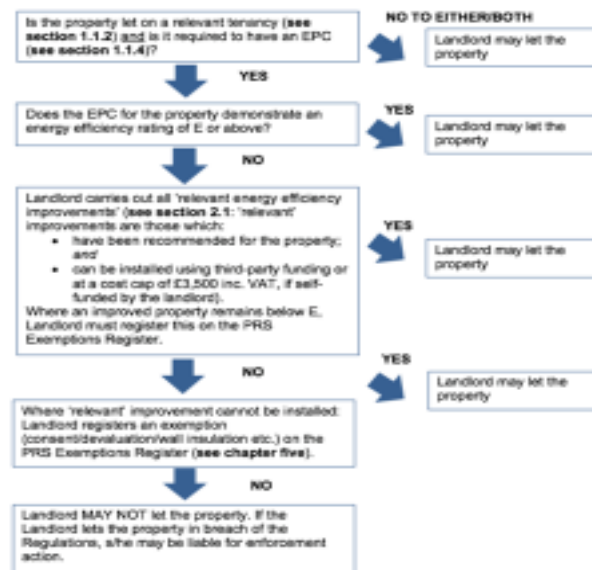 Is the property let on a relevant tenancy (see
section 1.1.2) and is it required to have an EPC
(see section 1.1.4)?
NO TO EITHER/BOTH
Landlord may let the
property
YES
Does the EPC for the property demonstrate an
energy efficiency rating of E or above?
YES
Landlord may let the
property
NO
Landlord carries out all 'relevant energy efficiency
improvements' (see section 2.1: 'relevant'
improvements are those which:
• have been recommended for the property;
and
• can be installed using third-party funding or
at a cost cap of £3,500 inc. VAT, if self-
funded by the landlord).
Where an improved property remains below E,
Landlord must register this on the PRS
Exemptions Register.
YES
Landlord may let the
property
NO
YES
Landlord may let the
property
Where 'relevant' improvement cannot be installed:
Landlord registers an exemption
(consent/devaluation/wall insulation etc.) on the
PRS Exemptions Register (see chapter five).
NO
Landlord MAY NOT let the property. If the
Landlord lets the property in breach of the
Regulations, s/he may be liable for enforcement
action.